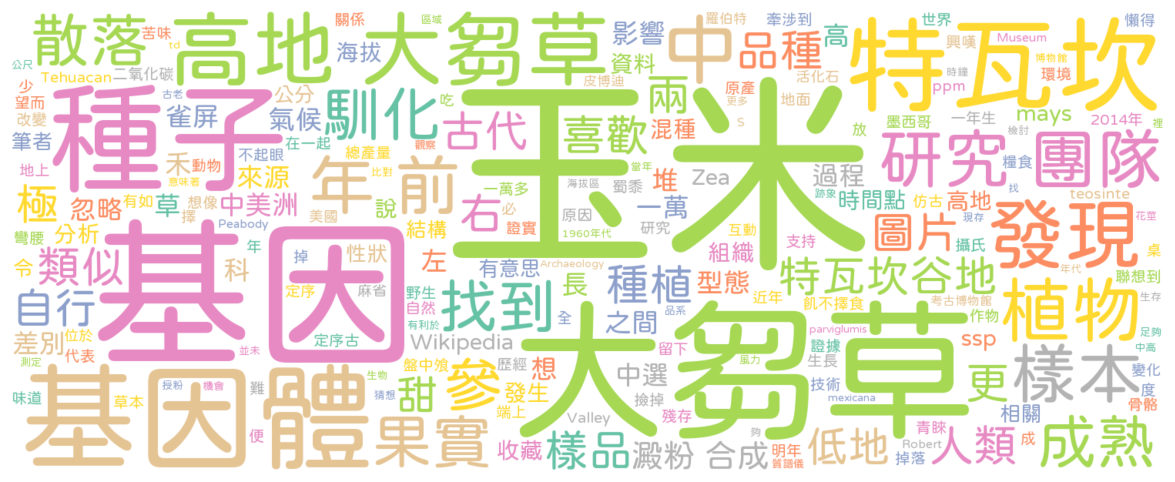 散落
高地
大芻草
關係
苦味
區域
影響
海拔
資料
羅伯特
牽涉到
中
品種
高
世界
興嘆
Museum
懶得
博物館
特瓦坎
公尺
td
Tehuacan
二氧化碳
皮博迪
原產
活化石
地面
時鐘
ppm
環境
少
望而
改變
古老
種子
公分
雀屏
氣候
馴化
吃
古代
喜歡
兩
混種
更多
S
放
墨西哥
一年生
mays
2014年
裡
筆者
在一起
觀察
玉米
當年
檢討
糧食
研究
團隊
地上
禾
動物
不起眼
總產量
比對
意味著
年前
海拔區
蜀黍
Zea
過程
時間點
仿古
高地
teosinte
極
忽略
有如
草
想像
來源
中美洲
Peabody
美國
說
一萬多
必
證實
右
堆
原因
研究
一萬
互動
支持
跡象
找
現存
花莖
彎腰
分析
擇
年
掉
結構
1960年代
組織
圖片
攝氏
發現
桌
令
類似
基因
科
性狀
定序
麻省
左
有意思
Archaeology
長
種植
型態
特瓦坎谷地
年代
聯想到
自行
野生
自然
找到
全
近年
飢不擇食
考古博物館
作物
植物
生存
差別
位於
代表
並未
定序古
有利於
品系
之間
Wikipedia
大芻草
證據
parviglumis
ssp
足夠
中高
測定
基因體
生物
盤中飧
歷經
想
留下
風力
生長
技術
mexicana
更
樣本
變化
度
骨骼
味道
授粉
機會
草本
難
猜想
甜
參
發生
中選
撿掉
Valley
端上
殘存
相關
便
果實
收藏
樣品
澱粉
合成
夠
明年
質譜儀
低地
青睞
Robert
掉落
人類
成
成熟